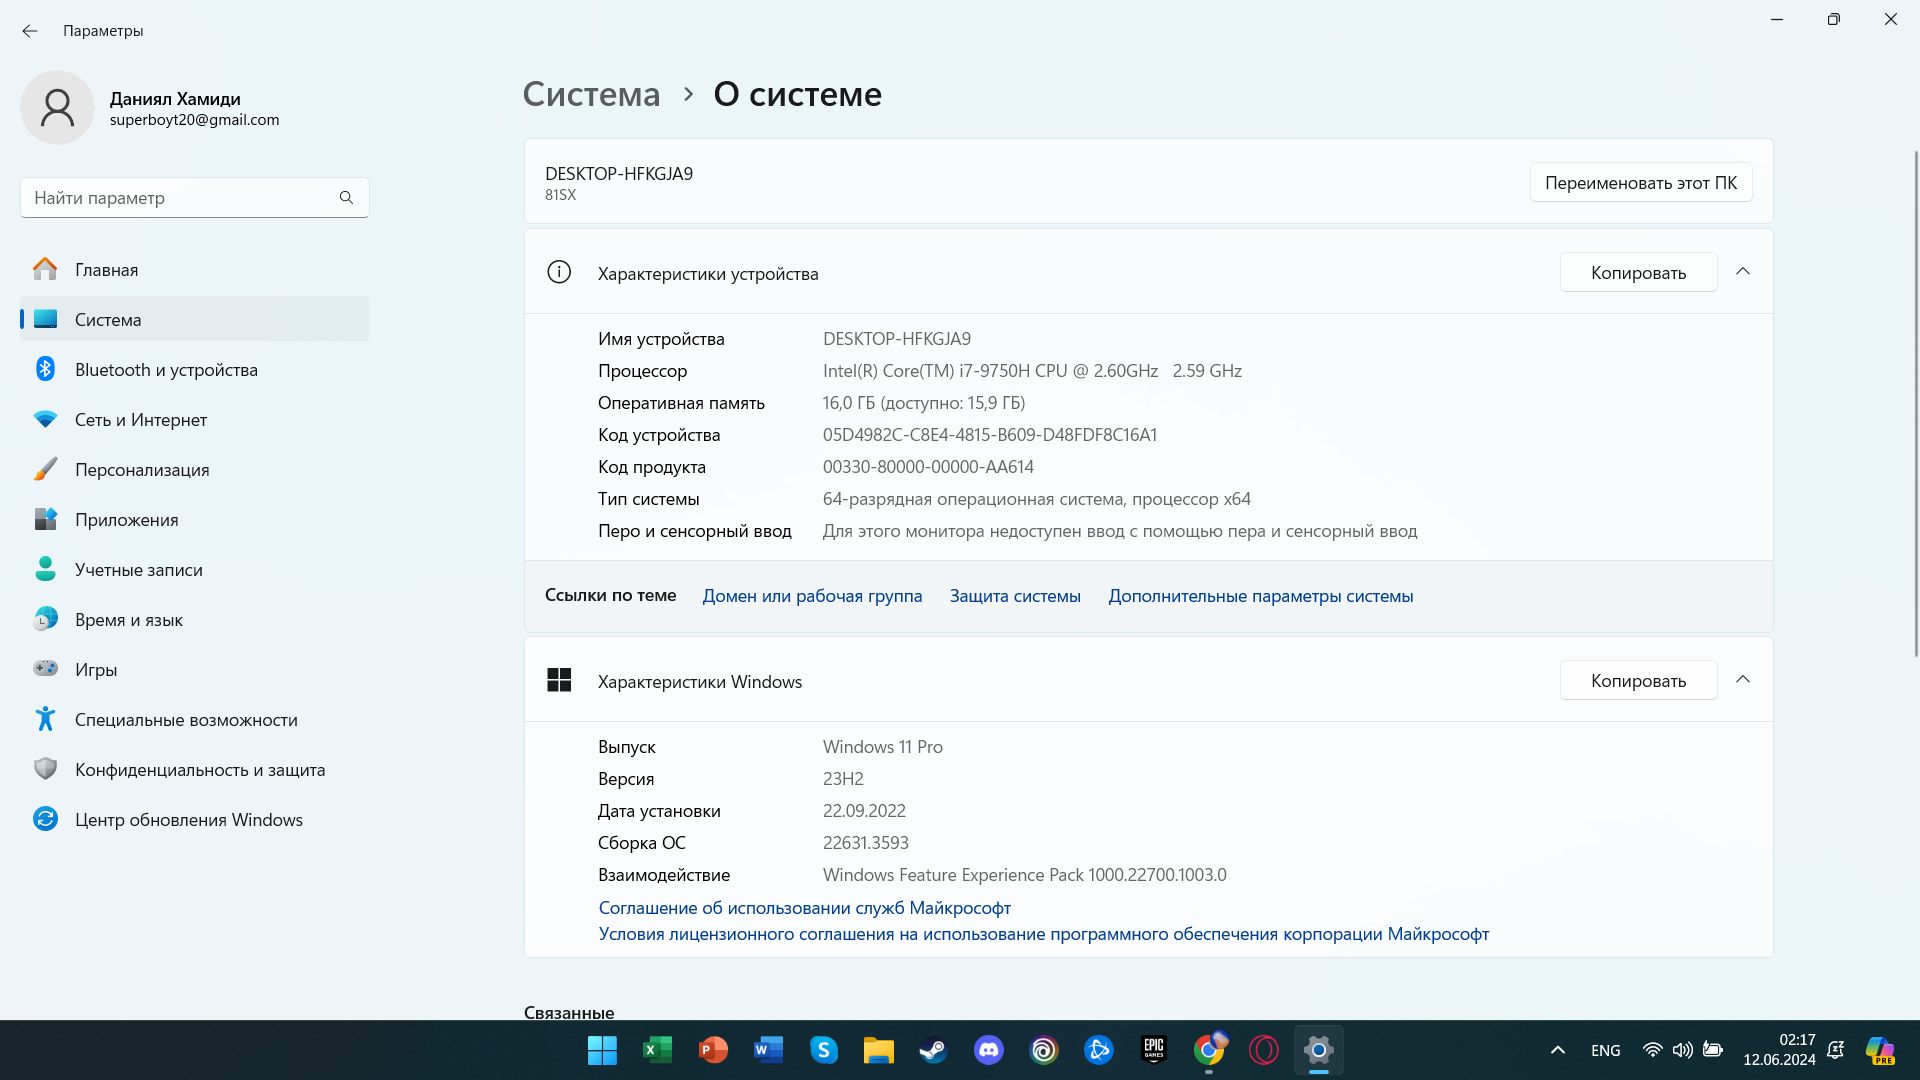 Параметры
Даниял Хамиди
superboyt20@gmail.com
Найти параметр
Главная
Система
Bluetooth и устройства
Сеть и Интернет
Персонализация
Приложения
Учетные записи
Время и язык
Игры
Специальные возможности
Конфиденциальность и защита
Центр обновления Windows
Система > О системе
DESKTOP-HFKGJA9
81SX
Переименовать этот ПК
Характеристики устройства
Копировать
Имя устройства DESKTOP-HFKGJA9
Процессор Intel(R) Core(TM) i7-9750H CPU @ 2.60GHz 2.59 GHz
Оперативная память 16,0 ГБ (доступно: 15,9 ГБ)
Код устройства 05D4982C-C8E4-4815-B609-D48FDF8C16A1
Код продукта 00330-80000-00000-AA614
Тип системы 64-разрядная операционная система, процессор x64
Перо и сенсорный ввод Для этого монитора недоступен ввод с помощью пера и сенсорный ввод
Ссылки по теме Домен или рабочая группа Защита системы Дополнительные параметры системы
Характеристики Windows
Копировать
Выпуск Windows 11 Pro
Версия 23H2
Дата установки 22.09.2022
Сборка ОС 22631.3593
Взаимодействие Windows Feature Experience Pack 1000.22700.1003.0
Соглашение об использовании служб Майкрософт
Условия лицензионного соглашения на использование программного обеспечения корпорации Майкрософт
Связанные
X
P
W
S
EPIC
GAMES
ENG
02:17
12.06.2024
PRE